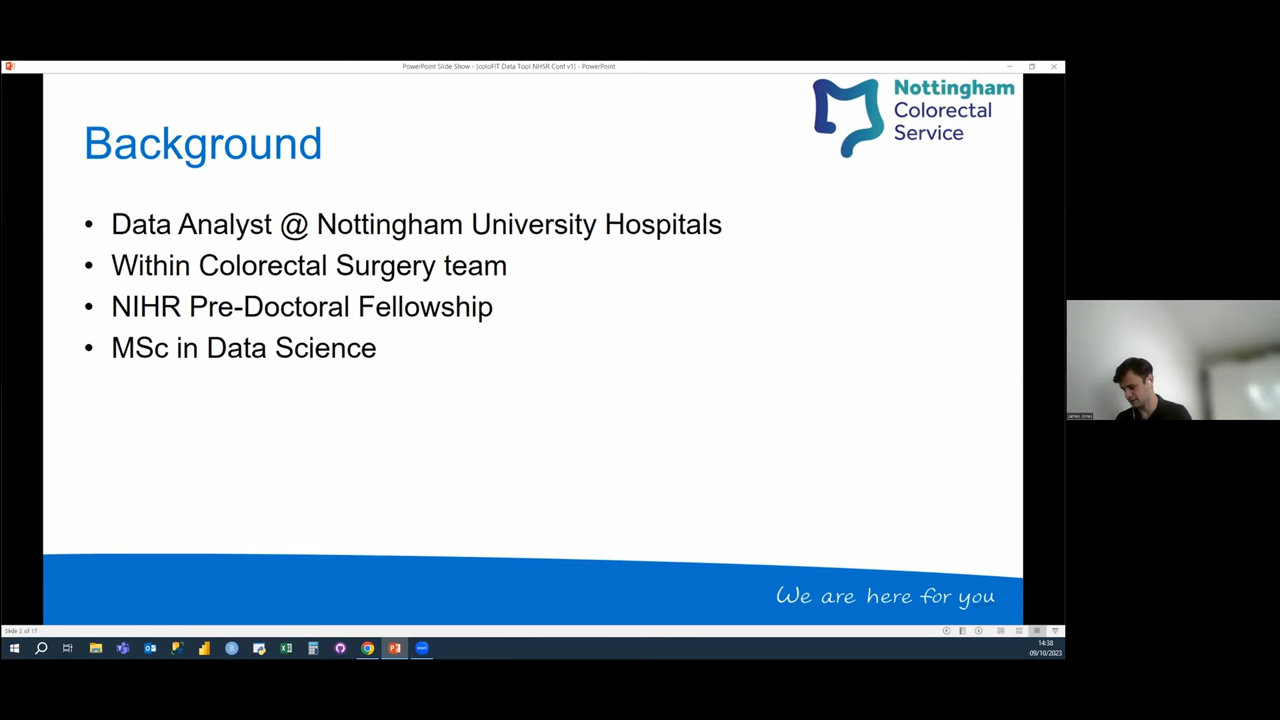 PowerPoint Slide Show - [coloFIT Data Tool NHSR Conf v1] - PowerPoint
Nottingham
Colorectal
Service
Background
• Data Analyst @ Nottingham University Hospitals
• Within Colorectal Surgery team
• NIHR Pre-Doctoral Fellowship
• MSc in Data Science
James Jones
We are here for you
Slide 2 of 17
14:38
09/10/2023